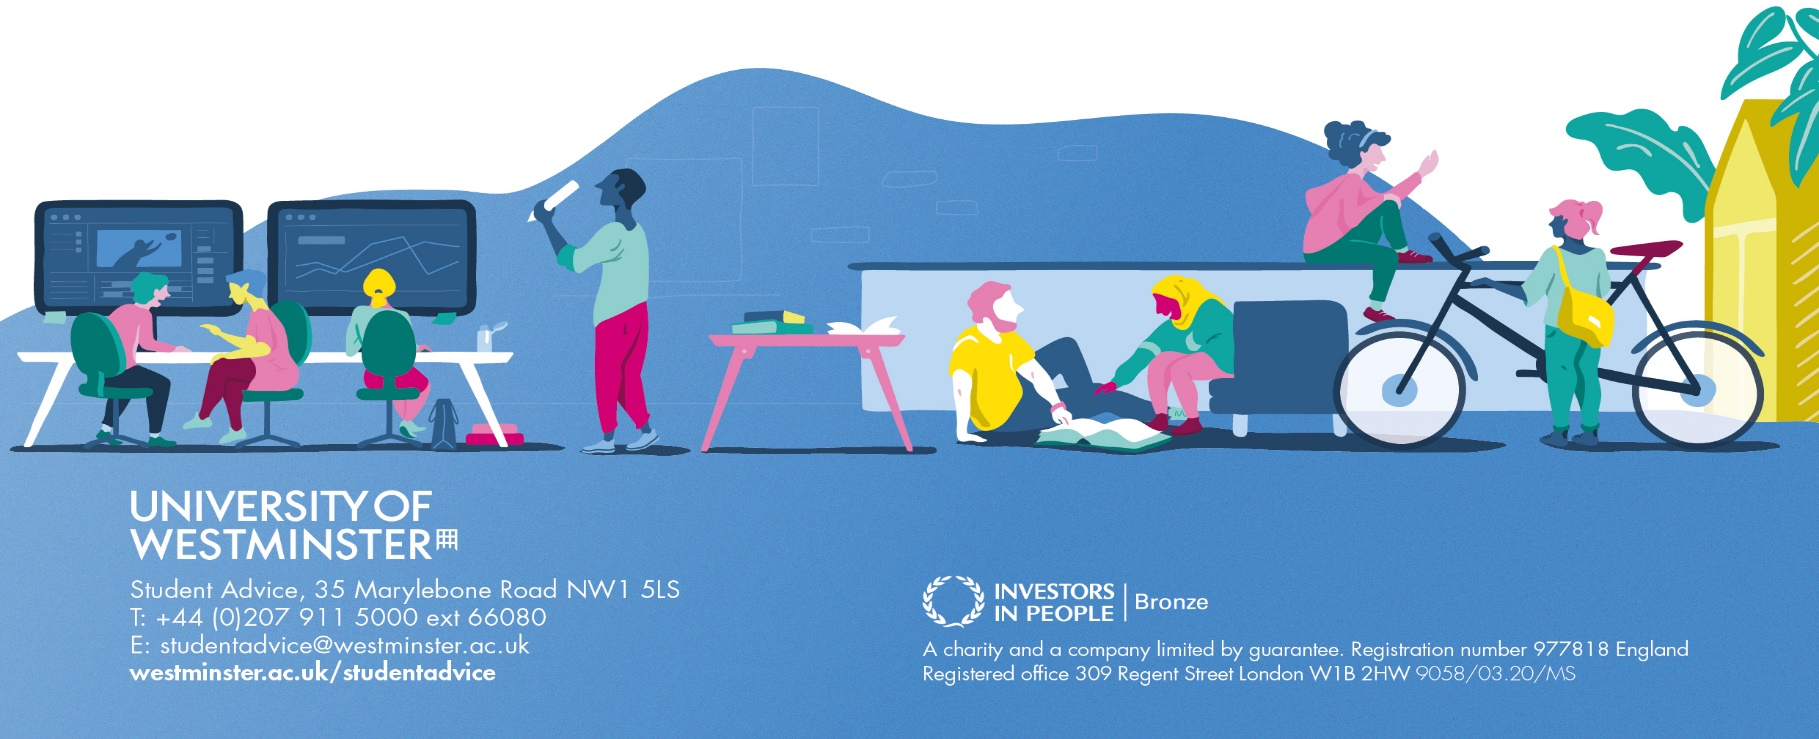 UNIVERSITY OF
WESTMINSTER
Student Advice, 35 Marylebone Road NW1 5LS
T: +44 (0)207 911 5000 ext 66080
E: studentadvice@westminster.ac.uk
westminster.ac.uk/studentadvice
INVESTORS
IN PEOPLE | Bronze
A charity and a company limited by guarantee. Registration number 977818 England
Registered office 309 Regent Street London W1B 2HW 9058/03.20/MS